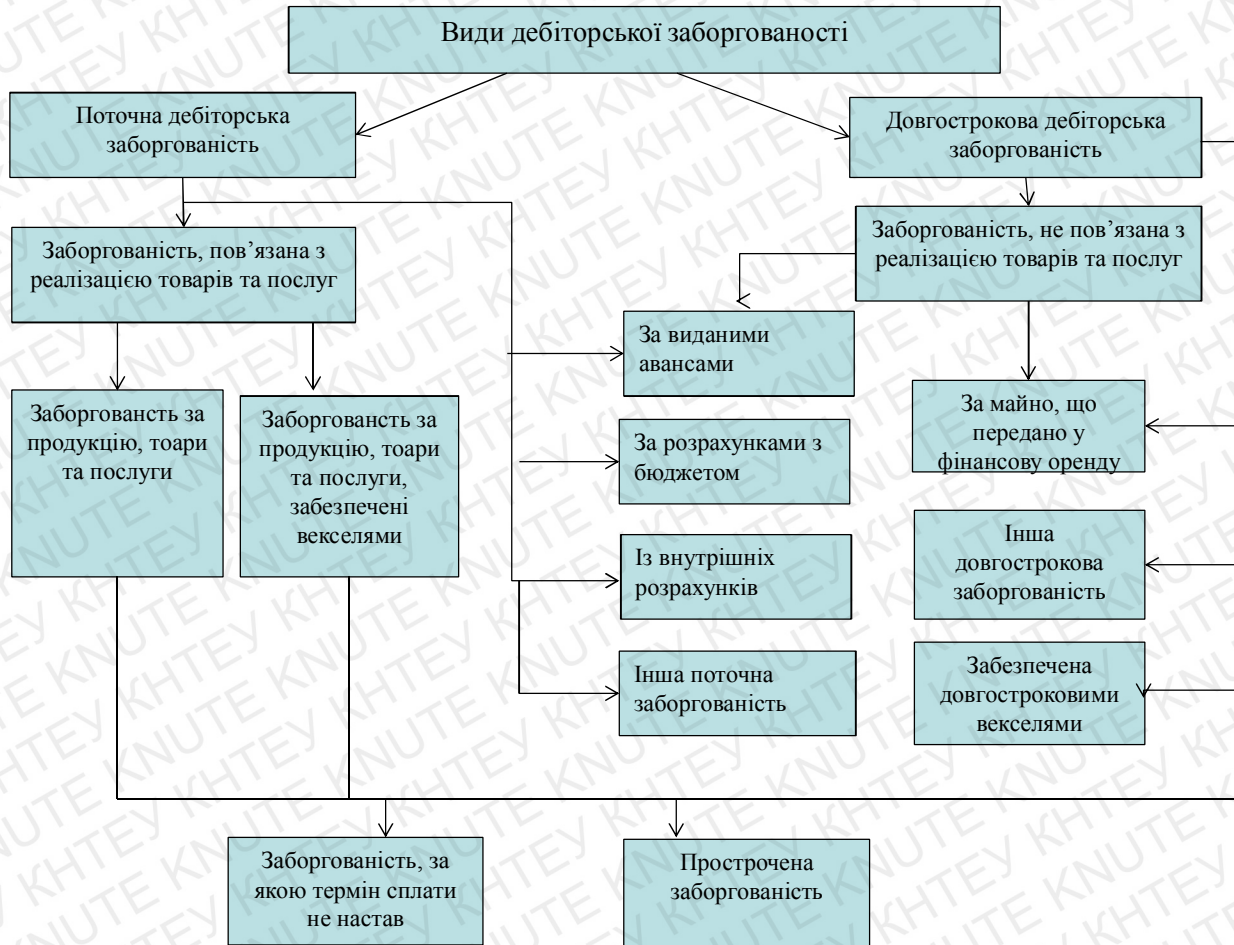 Види дебіторської заборгованості
Поточна дебіторська
заборгованість
Довгострокова дебіторська
заборгованість
Заборгованість, пов’язана з
реалізацією товарів та послуг
Заборгованість, не пов’язана з
реалізацією товарів та послуг
За виданими
авансами
Заборговансть за
продукцію, тоари
та послуги
Заборговансть за
продукцію, тоари
та послуги,
забезпечені
векселями
За майно, що
передано у
фінансову оренду
За розрахунками з
бюджетом
Із внутрішніх
розрахунків
Інша
довгострокова
заборгованість
Інша поточна
заборгованість
Забезпечена
довгостроковими
векселями
Заборгованість, за
якою термін сплати
не настав
Прострочена
заборгованість